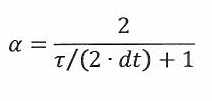 α = 2 / (τ/(2 · dt) + 1)